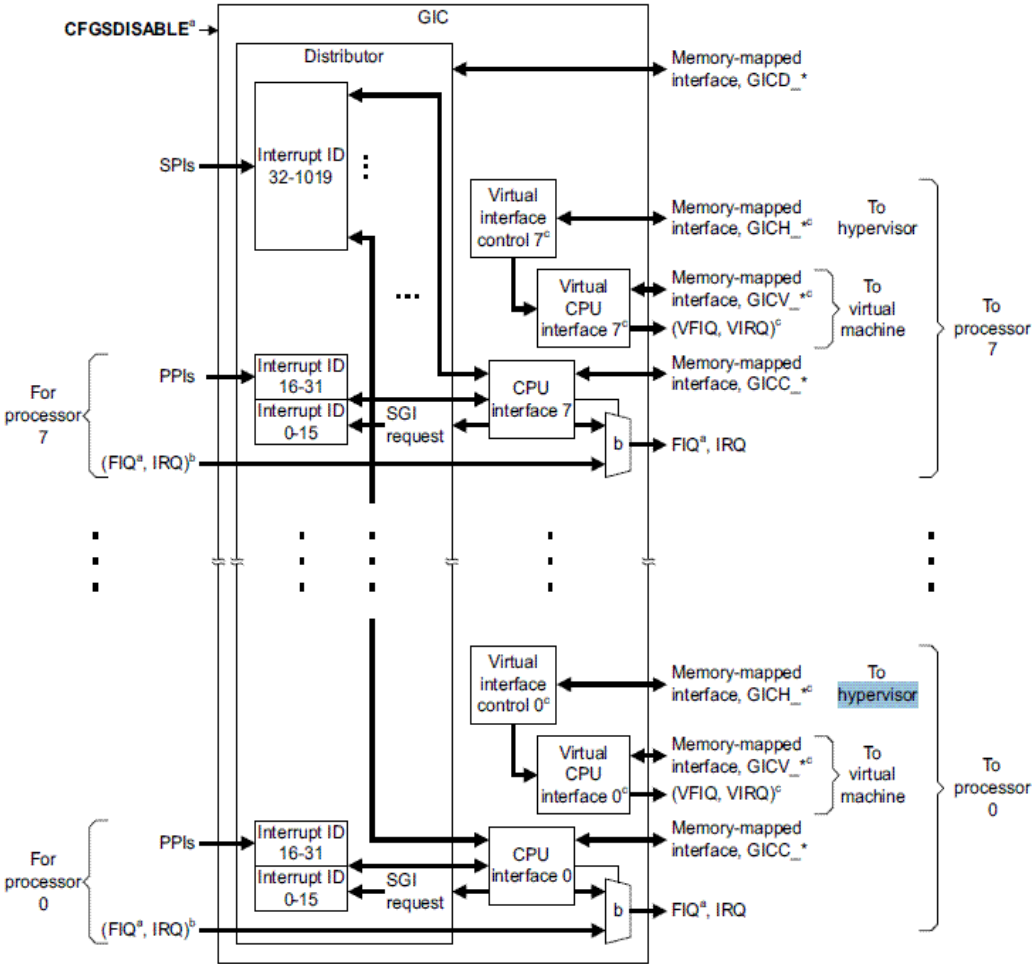 GIC
CFGSDISABLEᵃ
Distributor
Memory-mapped
interface, GICD_*
SPIs
Interrupt ID
32-1019
Virtual
interface
control 7ᶜ
Memory-mapped
interface, GICH_*ᶜ
To
hypervisor
Virtual
CPU
interface 7ᶜ
Memory-mapped
interface, GICV_*ᶜ
(VFIQ, VIRQ)ᶜ
To
virtual
machine
To
processor
7
For
processor
7
PPIs
Interrupt ID
16-31
Interrupt ID
0-15
SGI
request
CPU
interface 7
Memory-mapped
interface, GICC_*
b
FIQᵃ, IRQ
(FIQᵃ, IRQ)ᵇ
Virtual
interface
control 0ᶜ
Memory-mapped
interface, GICH_*ᶜ
To
hypervisor
Virtual
CPU
interface 0ᶜ
Memory-mapped
interface, GICV_*ᶜ
(VFIQ, VIRQ)ᶜ
To
virtual
machine
To
processor
0
For
processor
0
PPIs
Interrupt ID
16-31
Interrupt ID
0-15
SGI
request
CPU
interface 0
Memory-mapped
interface, GICC_*
b
FIQᵃ, IRQ
(FIQᵃ, IRQ)ᵇ